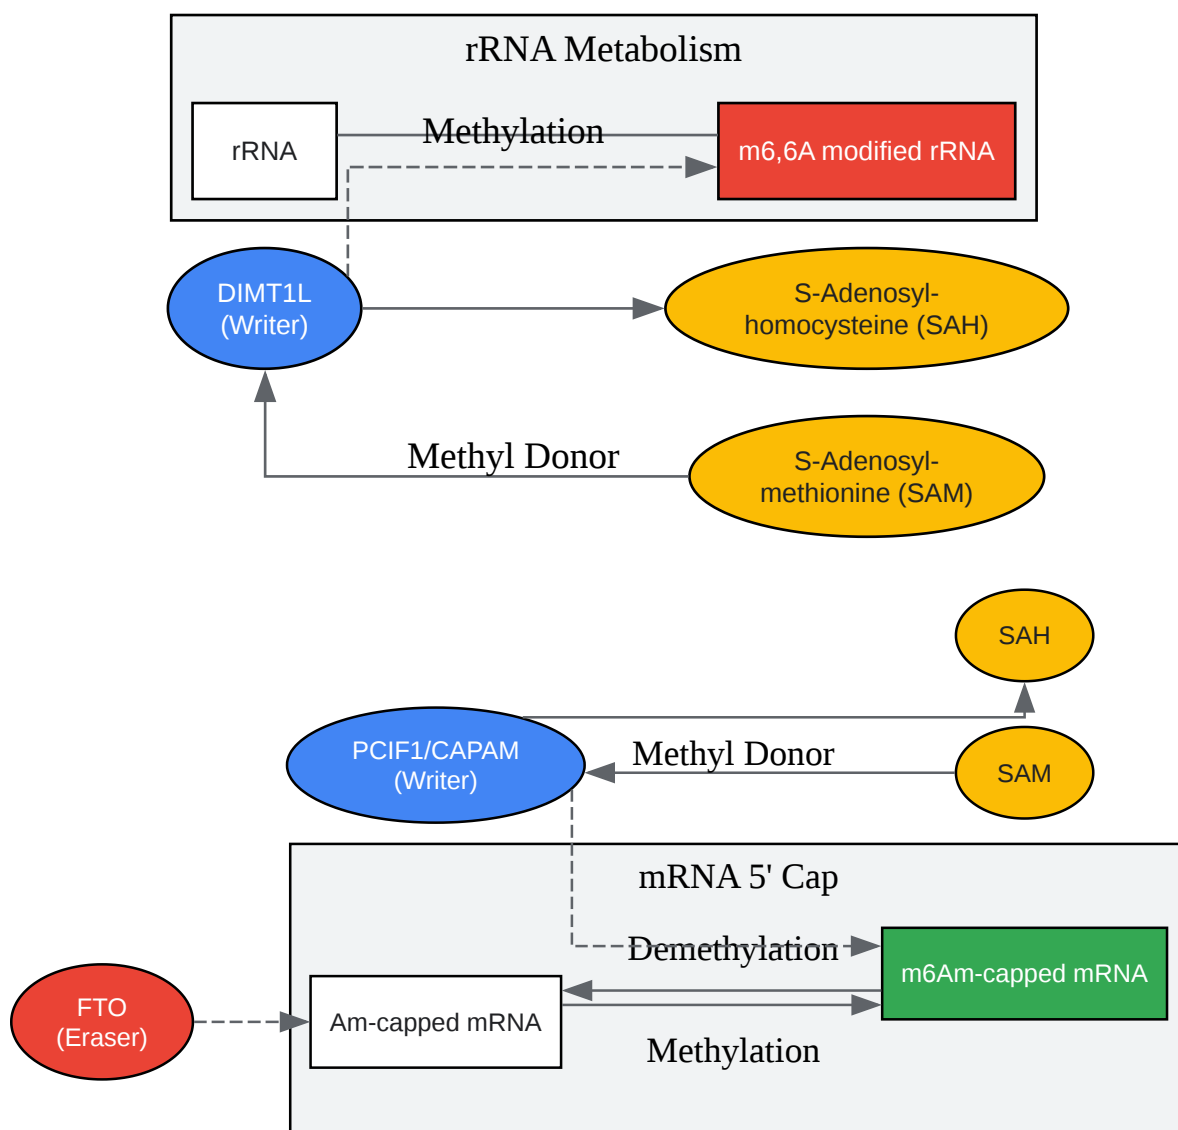 rRNA Metabolism
rRNA
Methylation
m6,6A modified rRNA
DIMT1L
(Writer)
S-Adenosyl-
homocysteine (SAH)
Methyl Donor
S-Adenosyl-
methionine (SAM)
SAH
PCIF1/CAPAM
(Writer)
Methyl Donor
SAM
mRNA 5' Cap
Demethylation
m6Am-capped mRNA
FTO
(Eraser)
Am-capped mRNA
Methylation